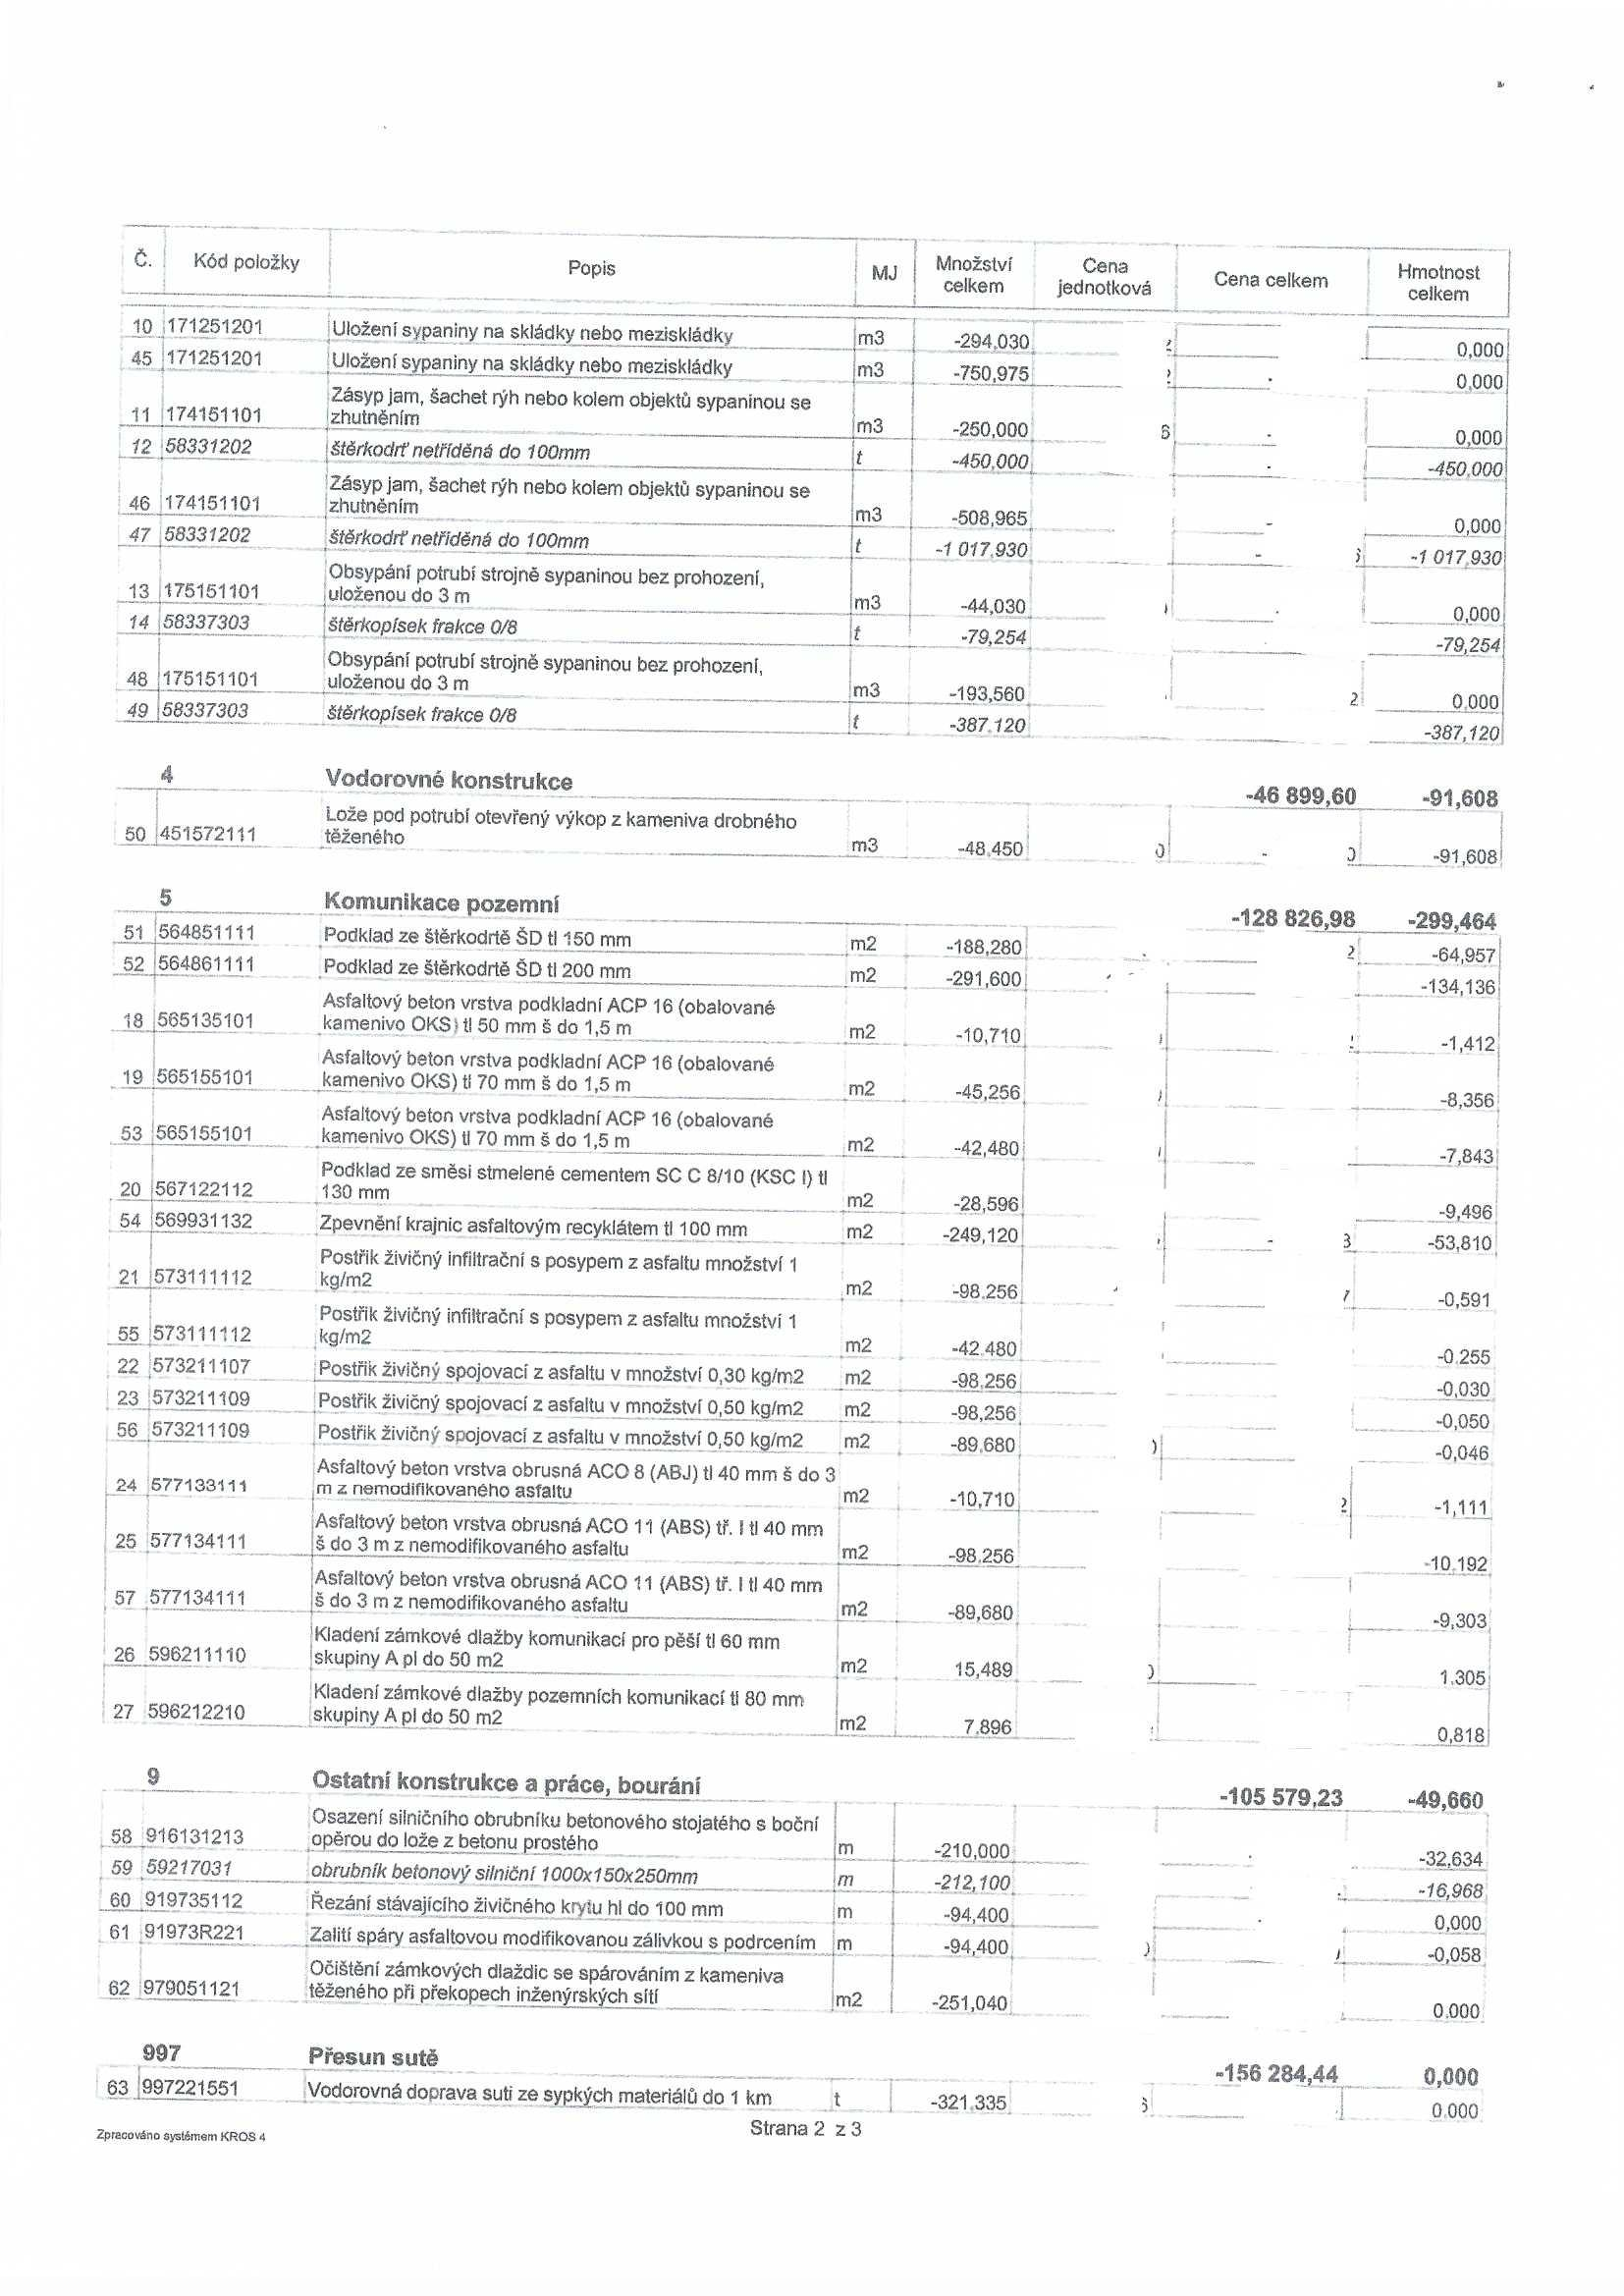 Č. Kód položky Popis MJ Množství celkem Cena jednotková Cena celkem Hmotnost celkem
10 171251201 Uložení sypaniny na skládky nebo meziskládky m3 -294,030 0,000
45 171251201 Uložení sypaniny na skládky nebo meziskládky m3 -750,975 0,000
Zásyp jam, šachet rýh nebo kolem objektů sypaninou se
11 174151101 zhutněním m3 -250,000 0,000
12 58331202 štěrkodrť netříděná do 100mm t -450,000 -450,000
Zásyp jam, šachet rýh nebo kolem objektů sypaninou se
46 174151101 zhutněním m3 -508,965 0,000
47 58331202 štěrkodrť netříděná do 100mm t -1 017,930 -1 017,930
Obsypání potrubí strojně sypaninou bez prohození,
13 175151101 uloženou do 3 m m3 -44,030 0,000
14 58337303 štěrkopísek frakce 0/8 t -79,254 -79,254
Obsypání potrubí strojně sypaninou bez prohození,
48 175151101 uloženou do 3 m m3 -193,560 0,000
49 58337303 štěrkopísek frakce 0/8 t -387,120 -387,120
4 Vodorovné konstrukce -46 899,60 -91,608
Lože pod potrubí otevřený výkop z kameniva drobného
50 451572111 těženého m3 -48,450 -91,608
5 Komunikace pozemní -128 826,98 -299,464
51 564851111 Podklad ze štěrkodrtě ŠD tl 150 mm m2 -188,280 -64,957
52 564861111 Podklad ze štěrkodrtě ŠD tl 200 mm m2 -291,600 -134,136
Asfaltový beton vrstva podkladní ACP 16 (obalované
18 565135101 kamenivo OKS) tl 50 mm š do 1,5 m m2 -10,710 -1,412
Asfaltový beton vrstva podkladní ACP 16 (obalované
19 565155101 kamenivo OKS) tl 70 mm š do 1,5 m m2 -45,256 -8,356
Asfaltový beton vrstva podkladní ACP 16 (obalované
53 565155101 kamenivo OKS) tl 70 mm š do 1,5 m m2 -42,480 -7,843
Podklad ze směsi stmelené cementem SC C 8/10 (KSC I) tl
20 567122112 130 mm m2 -28,596 -9,496
54 569931132 Zpevnění krajnic asfaltovým recyklátem tl 100 mm m2 -249,120 -53,810
Postřik živičný infiltrační s posypem z asfaltu množství 1
21 573111112 kg/m2 m2 -98,256 -0,591
Postřik živičný infiltrační s posypem z asfaltu množství 1
55 573111112 kg/m2 m2 -42,480 -0,255
22 573211107 Postřik živičný spojovací z asfaltu v množství 0,30 kg/m2 m2 -98,256 -0,030
23 573211109 Postřik živičný spojovací z asfaltu v množství 0,50 kg/m2 m2 -98,256 -0,050
56 573211109 Postřik živičný spojovací z asfaltu v množství 0,50 kg/m2 m2 -89,680 -0,046
Asfaltový beton vrstva obrusná ACO 8 (ABJ) tl 40 mm š do 3
24 577133111 m z nemodifikovaného asfaltu m2 -10,710 -1,111
Asfaltový beton vrstva obrusná ACO 11 (ABS) tř. I tl 40 mm
25 577134111 š do 3 m z nemodifikovaného asfaltu m2 -98,256 -10,192
Asfaltový beton vrstva obrusná ACO 11 (ABS) tř. I tl 40 mm
57 577134111 š do 3 m z nemodifikovaného asfaltu m2 -89,680 -9,303
Kladení zámkové dlažby komunikací pro pěší tl 60 mm
26 596211110 skupiny A pl do 50 m2 m2 15,489 1,305
Kladení zámkové dlažby pozemních komunikací tl 80 mm
27 596212210 skupiny A pl do 50 m2 m2 7,896 0,818
9 Ostatní konstrukce a práce, bourání -105 579,23 -49,660
Osazení silničního obrubníku betonového stojatého s boční
58 916131213 opěrou do lože z betonu prostého m -210,000 -32,634
59 59217031 obrubník betonový silniční 1000x150x250mm m -212,100 -16,968
60 919735112 Řezání stávajícího živičného krytu hl do 100 mm m -94,400 0,000
61 91973R221 Zalití spáry asfaltovou modifikovanou zálivkou s podrcením m -94,400 -0,058
Očištění zámkových dlaždic se spárováním z kameniva
62 979051121 těženého při překopech inženýrských sítí m2 -251,040 0,000
997 Přesun sutě -156 284,44 0,000
63 997221551 Vodorovná doprava suti ze sypkých materiálů do 1 km t -321,335 0,000
Strana 2 z 3
Zpracováno systémem KROS 4